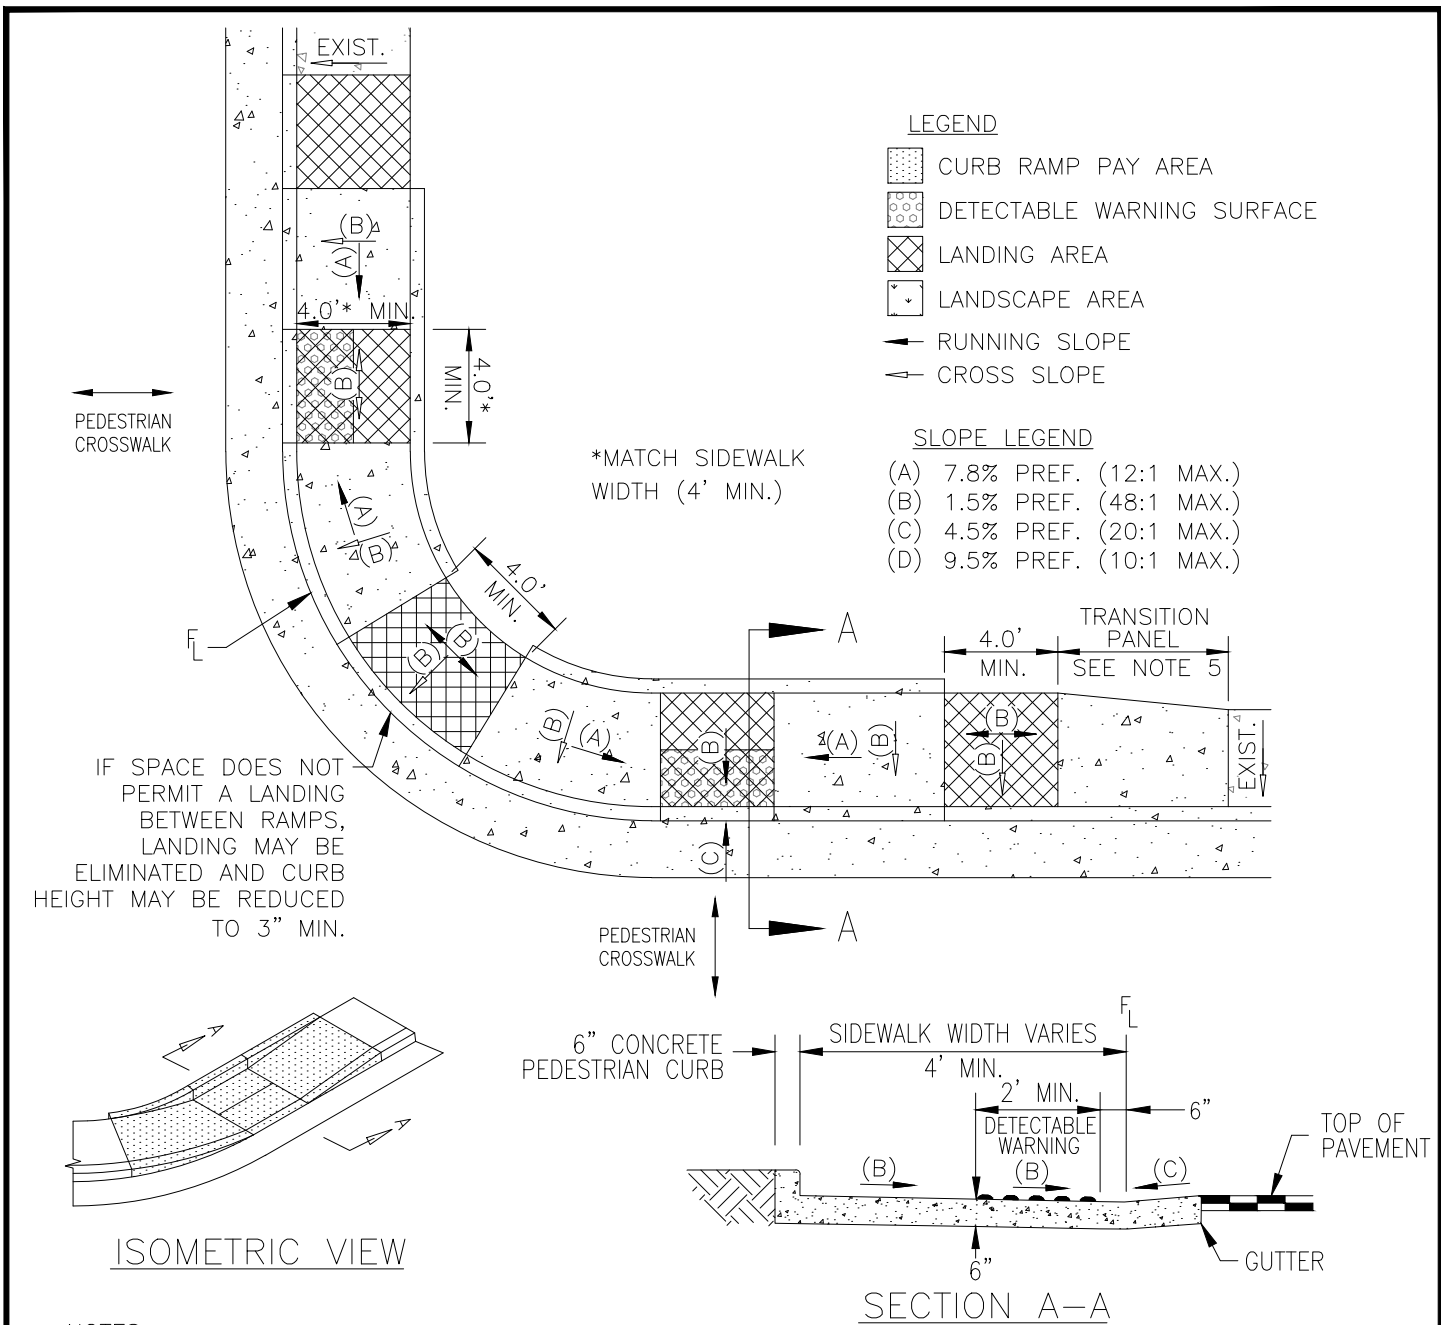 EXIST.
(B)
(A)
4.0'* MIN.
(B)
4.0'*
MIN.
PEDESTRIAN
CROSSWALK
LEGEND
CURB RAMP PAY AREA
DETECTABLE WARNING SURFACE
LANDING AREA
LANDSCAPE AREA
RUNNING SLOPE
CROSS SLOPE
*MATCH SIDEWALK
WIDTH (4' MIN.)
SLOPE LEGEND
(A) 7.8% PREF. (12:1 MAX.)
(B) 1.5% PREF. (48:1 MAX.)
(C) 4.5% PREF. (20:1 MAX.)
(D) 9.5% PREF. (10:1 MAX.)
(A)
(B)
4.0'
MIN.
FL
(B)
(B)
(B)
(A)
A
4.0'
MIN.
TRANSITION
PANEL
SEE NOTE 5
(B)
(A)
(B)
(B)
(B)
EXIST.
(C)
IF SPACE DOES NOT
PERMIT A LANDING
BETWEEN RAMPS,
LANDING MAY BE
ELIMINATED AND CURB
HEIGHT MAY BE REDUCED
TO 3" MIN.
A
PEDESTRIAN
CROSSWALK
A
A
ISOMETRIC VIEW
6" CONCRETE
PEDESTRIAN CURB
SIDEWALK WIDTH VARIES
4' MIN.
FL
2' MIN.
DETECTABLE
WARNING
6"
(B)
(B)
(C)
TOP OF
PAVEMENT
6"
GUTTER
SECTION A-A